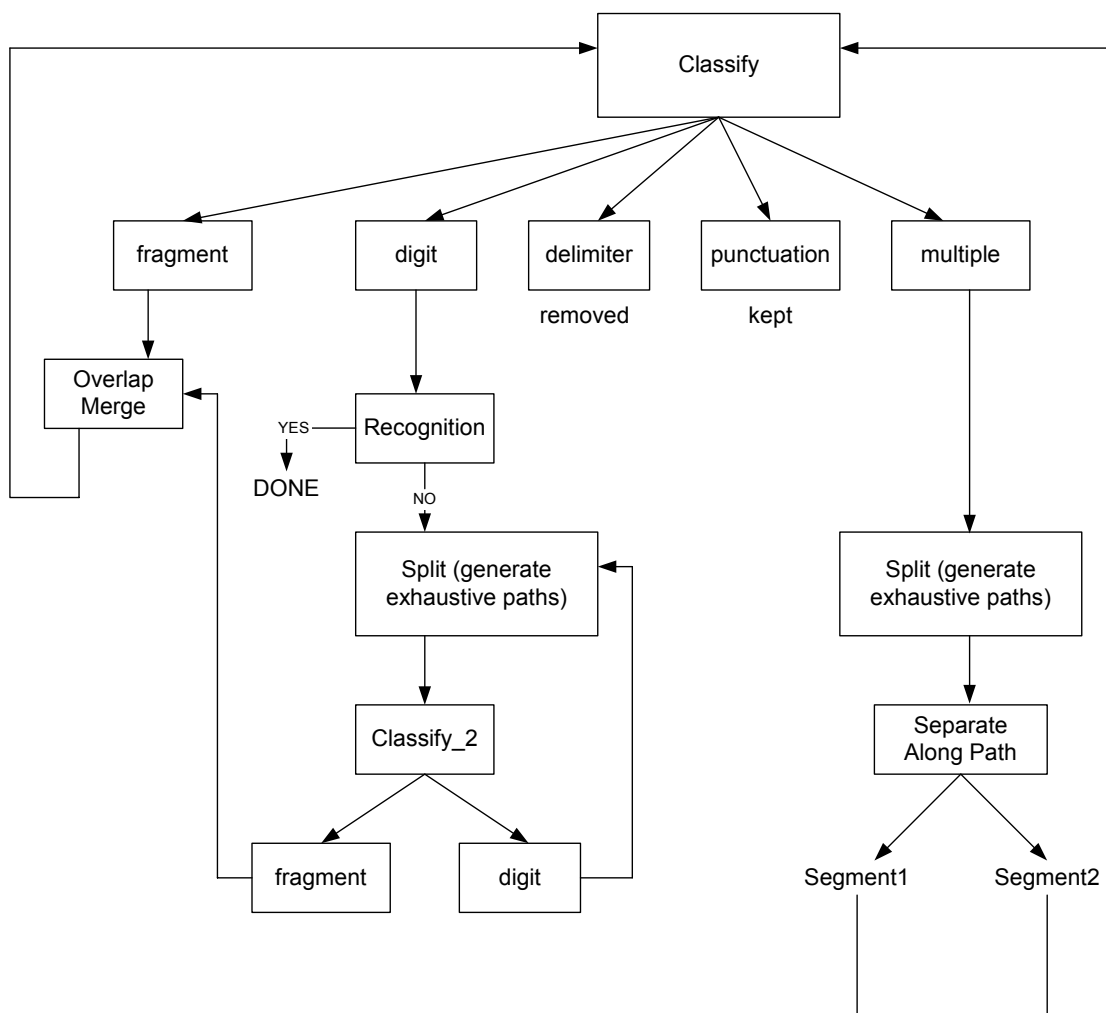 Classify
fragment
digit
delimiter
punctuation
multiple
removed
kept
Overlap
Merge
YES
Recognition
DONE
NO
Split (generate
exhaustive paths)
Split (generate
exhaustive paths)
Classify_2
Separate
Along Path
fragment
digit
Segment1
Segment2